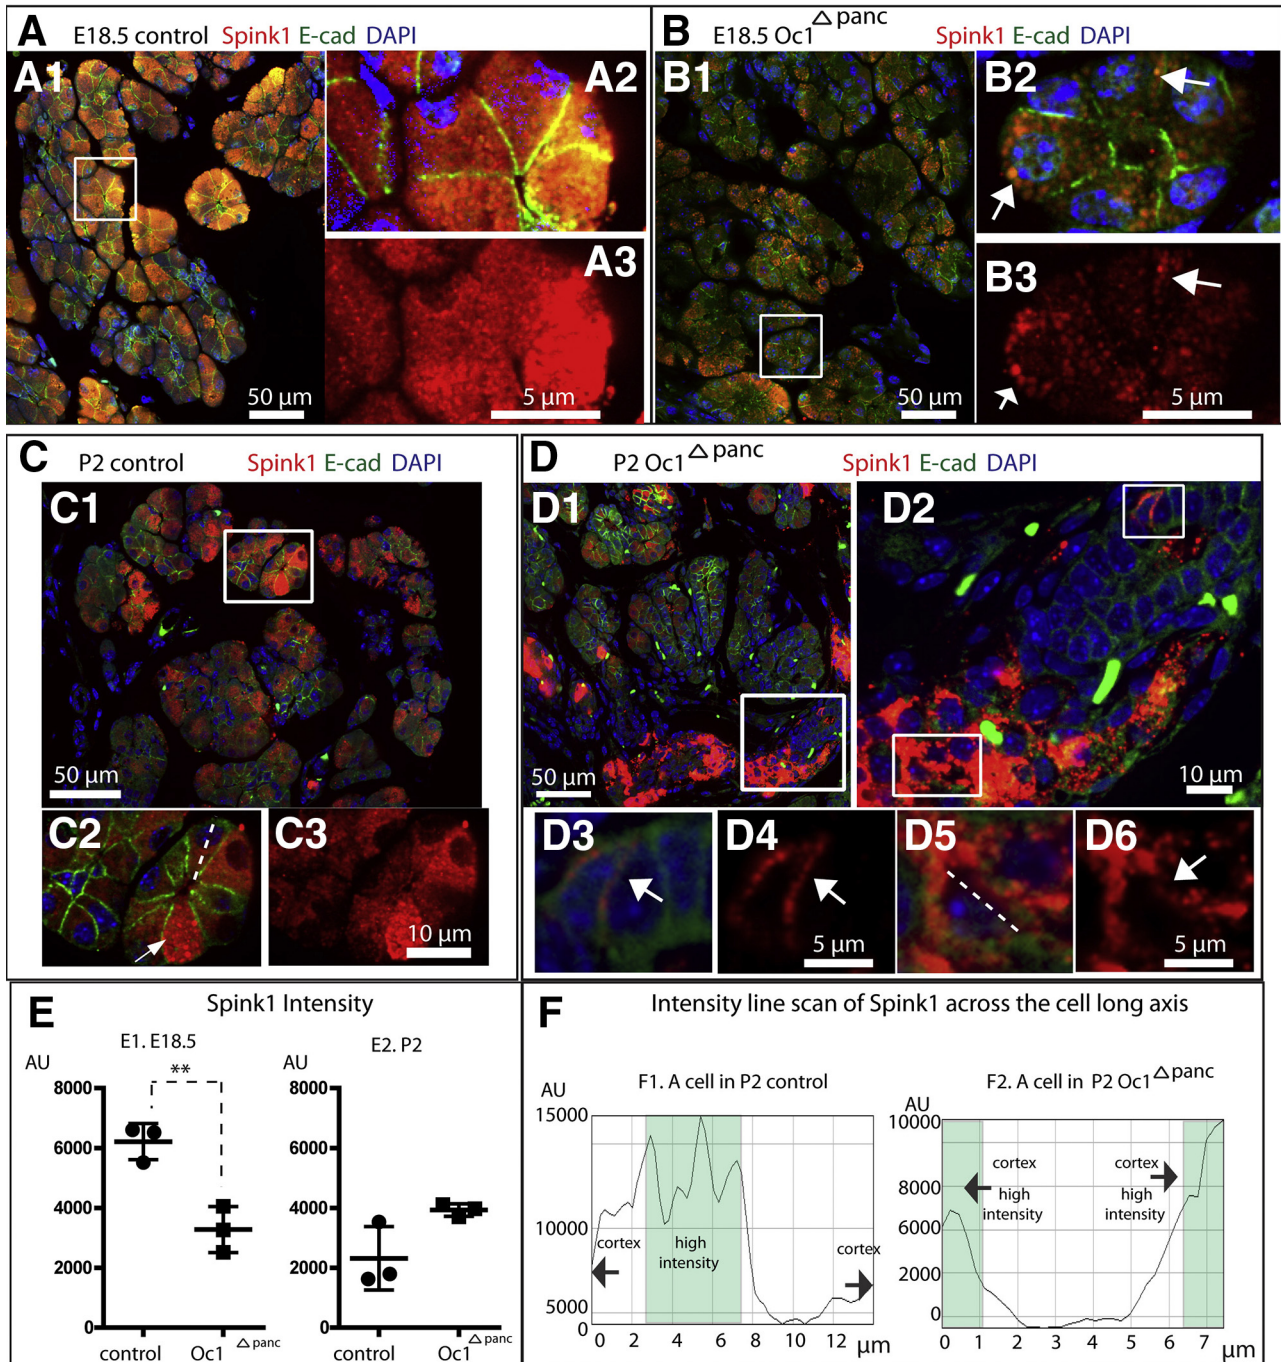 A E18.5 control Spink1 E-cad DAPI
A1
A2
A3
50 µm
5 µm
B E18.5 Oc1 △ panc Spink1 E-cad DAPI
B1
B2
B3
50 µm
5 µm
C P2 control Spink1 E-cad DAPI
C1
50 µm
C2
C3
10 µm
D P2 Oc1 △ panc Spink1 E-cad DAPI
D1
D2
50 µm
10 µm
D3
D4
D5
D6
5 µm
5 µm
E Spink1 Intensity
E1. E18.5
AU
8000
6000
4000
2000
0
**
control Oc1 △ panc
E2. P2
AU
8000
6000
4000
2000
0
control Oc1 △ panc
F Intensity line scan of Spink1 across the cell long axis
F1. A cell in P2 control
AU
15000
10000
5000
0
cortex
high
intensity
cortex
0 2 4 6 8 10 12 µm
F2. A cell in P2 Oc1 △ panc
AU
10000
8000
6000
2000
0
cortex
high
intensity
cortex
high
intensity
0 1 2 3 4 5 6 7 µm